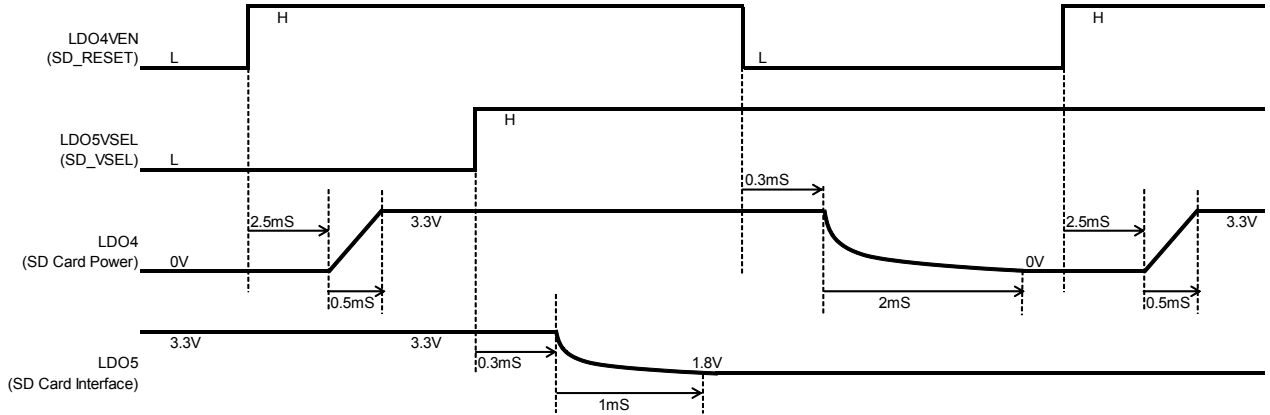 LDO4VEN
(SD_RESET)
L
H
L
H
LDO5VSEL
(SD_VSEL)
L
H
LDO4
(SD Card Power)
0V
2.5mS
0.5mS
3.3V
0.3mS
2mS
0V
2.5mS
0.5mS
3.3V
LDO5
(SD Card Interface)
3.3V
3.3V
0.3mS
1mS
1.8V